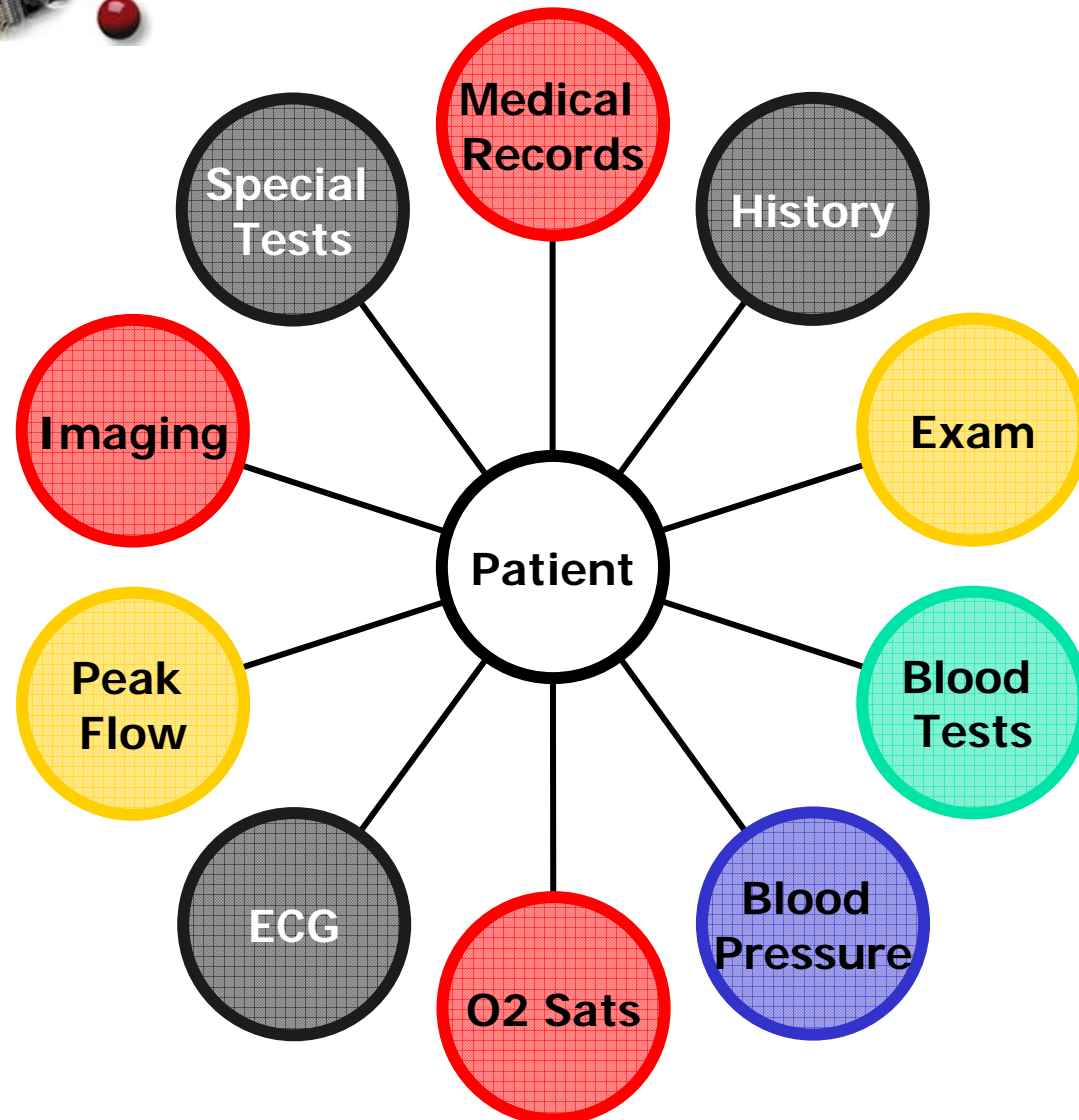 Medical
Records
Special
Tests
History
Imaging
Exam
Patient
Peak
Flow
Blood
Tests
ECG
Blood
Pressure
O2 Sats